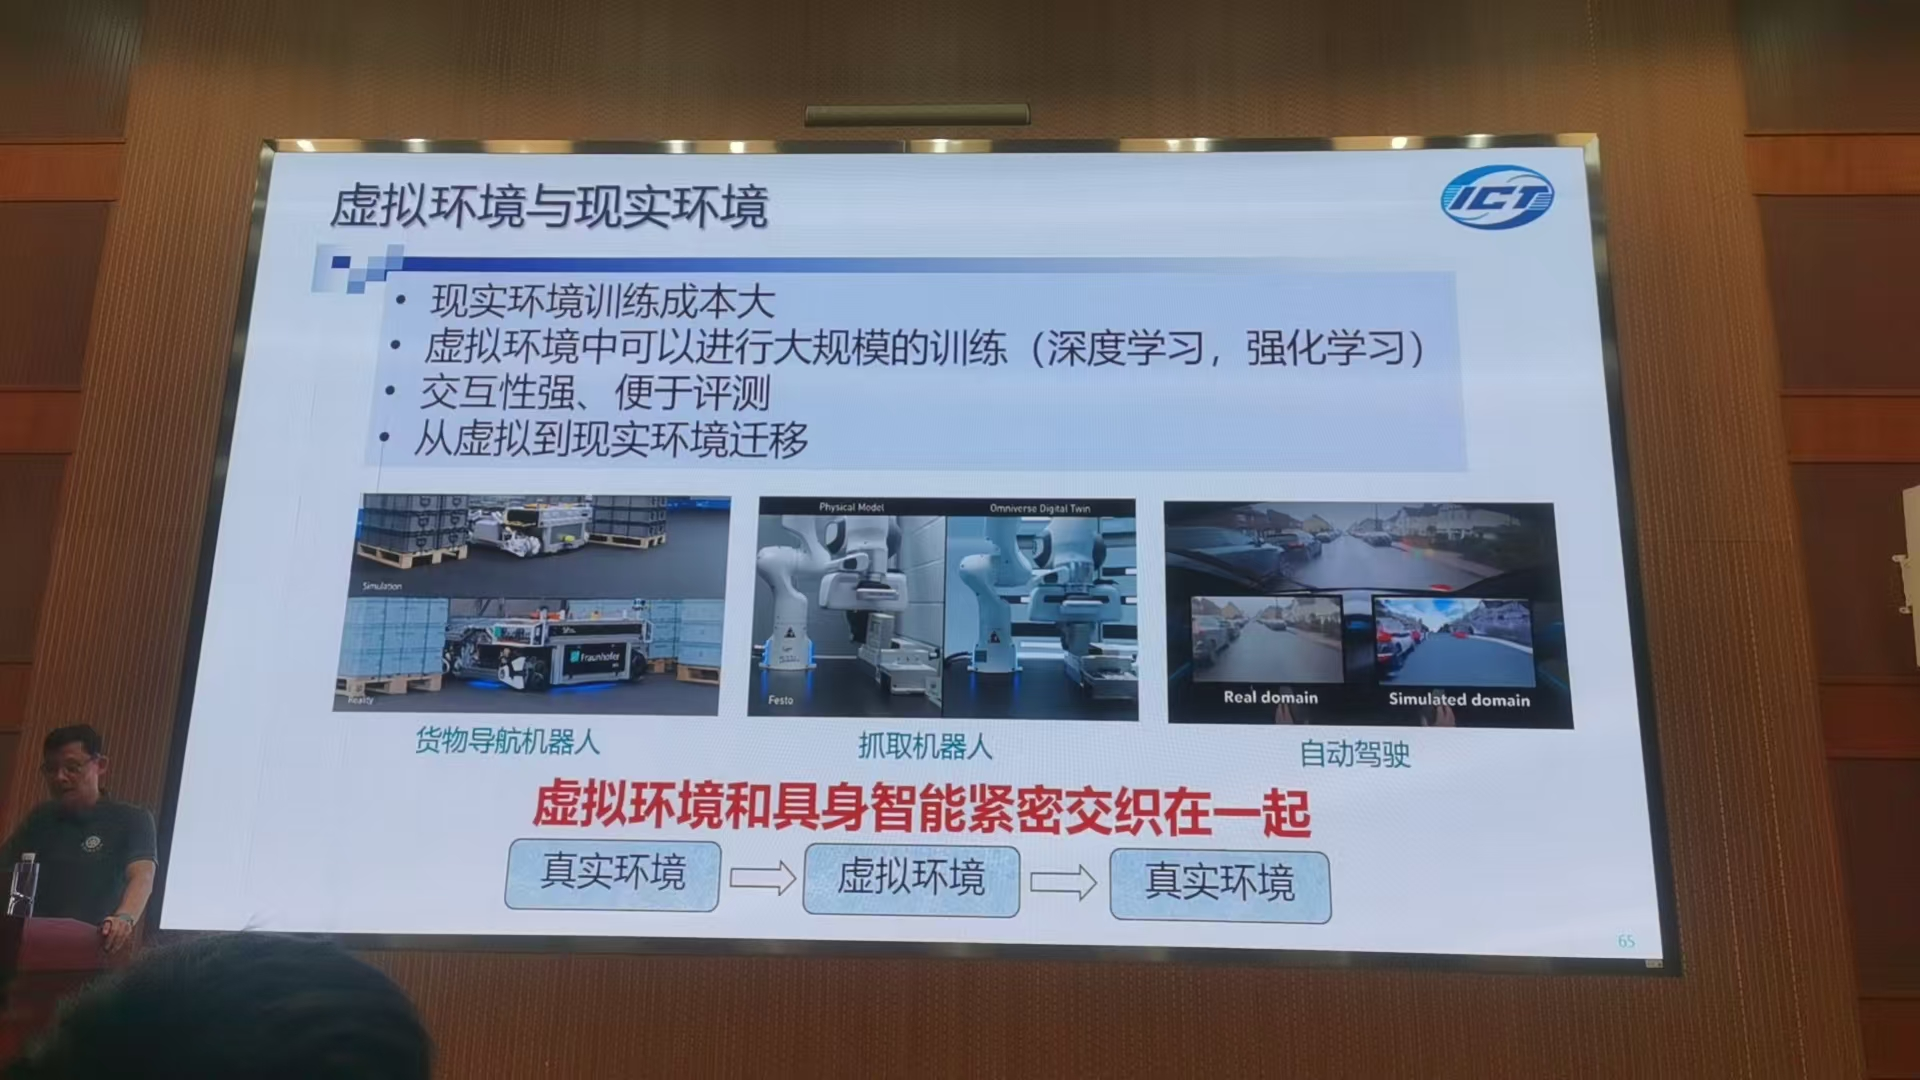 虚拟环境与现实环境
ICT
• 现实环境训练成本大
• 虚拟环境中可以进行大规模的训练（深度学习，强化学习）
• 交互性强、便于评测
• 从虚拟到现实环境迁移
Simulation
Fraunhofer
Reality
货物导航机器人
Physical Model
Omniverse Digital Twin
Festo
抓取机器人
Real domain
Simulated domain
自动驾驶
虚拟环境和具身智能紧密交织在一起
真实环境
虚拟环境
真实环境
65